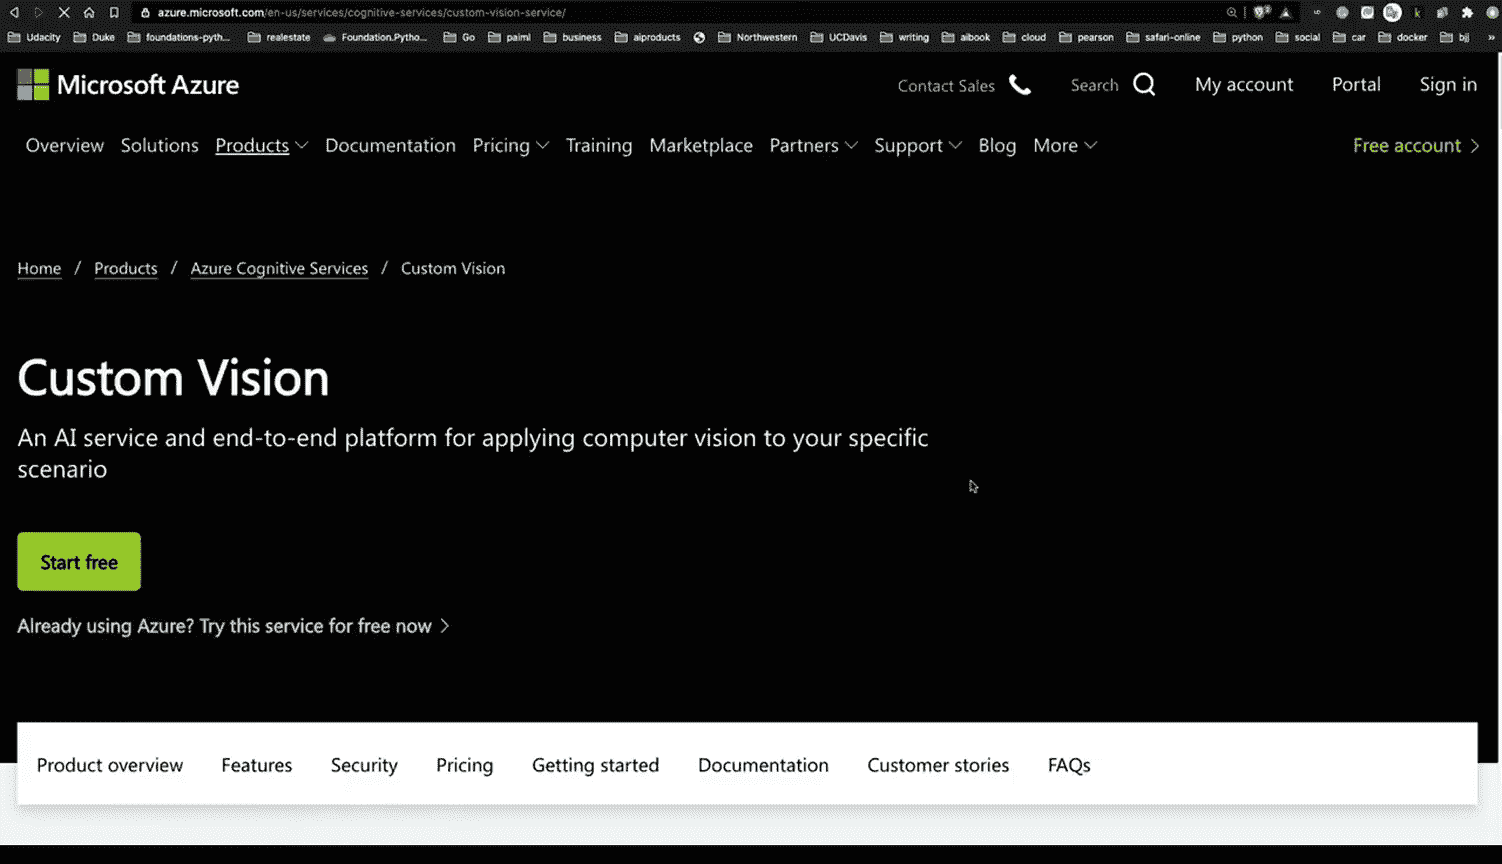 azure.microsoft.com/en-us/services/cognitive-services/custom-vision-service/
Udacity Duke foundations-pyth... realestate Foundation.Pytho... Go paiml business aiproducts Northwestern UCDavis writing aibook cloud pearson safari-online python social car docker bjj »
Microsoft Azure Contact Sales Search My account Portal Sign in
Overview Solutions Products Documentation Pricing Training Marketplace Partners Support Blog More Free account
Home / Products / Azure Cognitive Services / Custom Vision
Custom Vision
An AI service and end-to-end platform for applying computer vision to your specific
scenario
Start free
Already using Azure? Try this service for free now
Product overview Features Security Pricing Getting started Documentation Customer stories FAQs